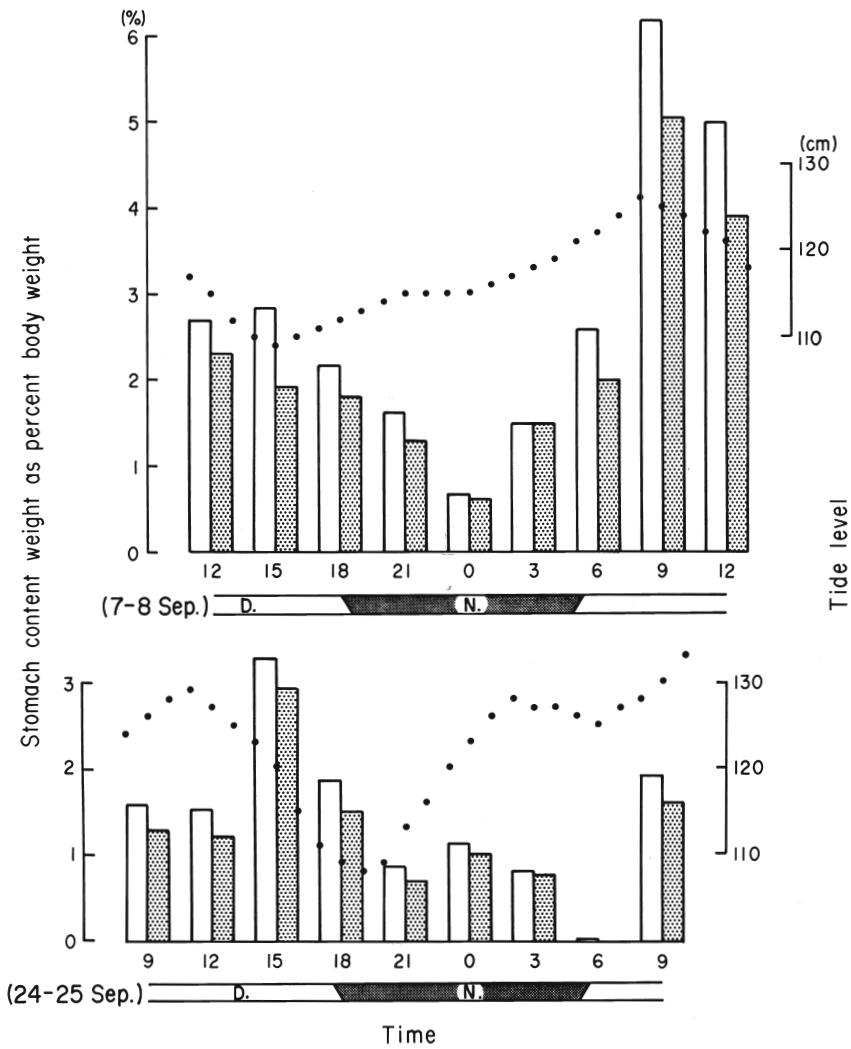 (%)
6
5
4
3
2
1
0
(cm)
130
120
110
12 15 18 21 0 3 6 9 12
(7-8 Sep.) D. N.
Stomach content weight as percent body weight
Tide level
3
2
1
0
130
120
110
9 12 15 18 21 0 3 6 9
(24-25 Sep.) D. N.
Time